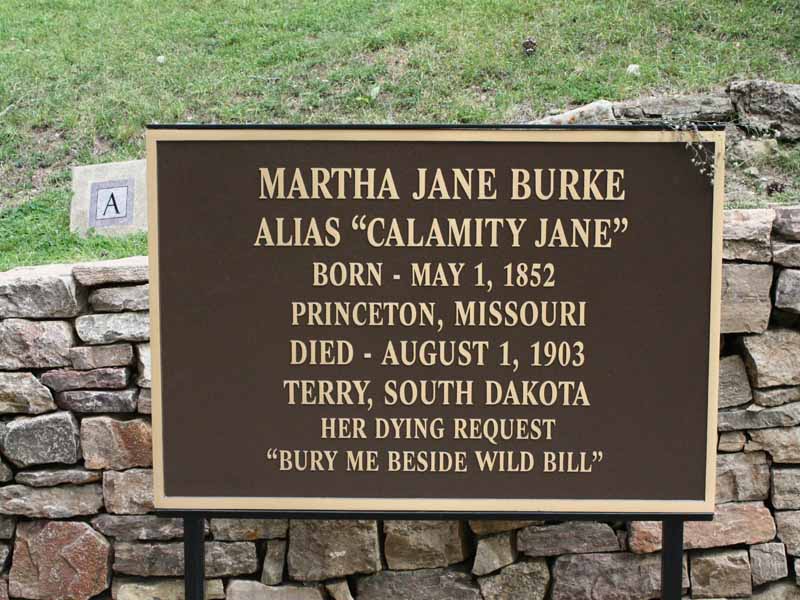 A
MARTHA JANE BURKE
ALIAS “CALAMITY JANE”
BORN - MAY 1, 1852
PRINCETON, MISSOURI
DIED - AUGUST 1, 1903
TERRY, SOUTH DAKOTA
HER DYING REQUEST
“BURY ME BESIDE WILD BILL”